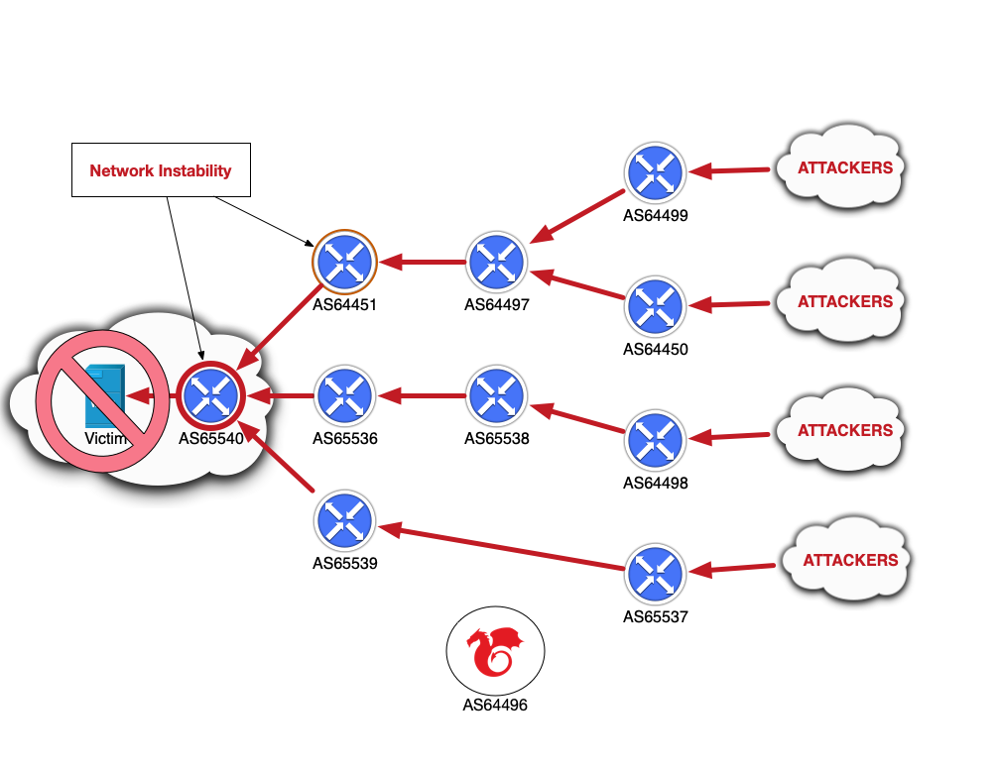 ATTACKERS
Network Instability
AS64499
AS64451
AS64497
ATTACKERS
AS64450
Victim
AS65540
AS65536
AS65538
ATTACKERS
AS64498
AS65539
ATTACKERS
AS65537
AS64496